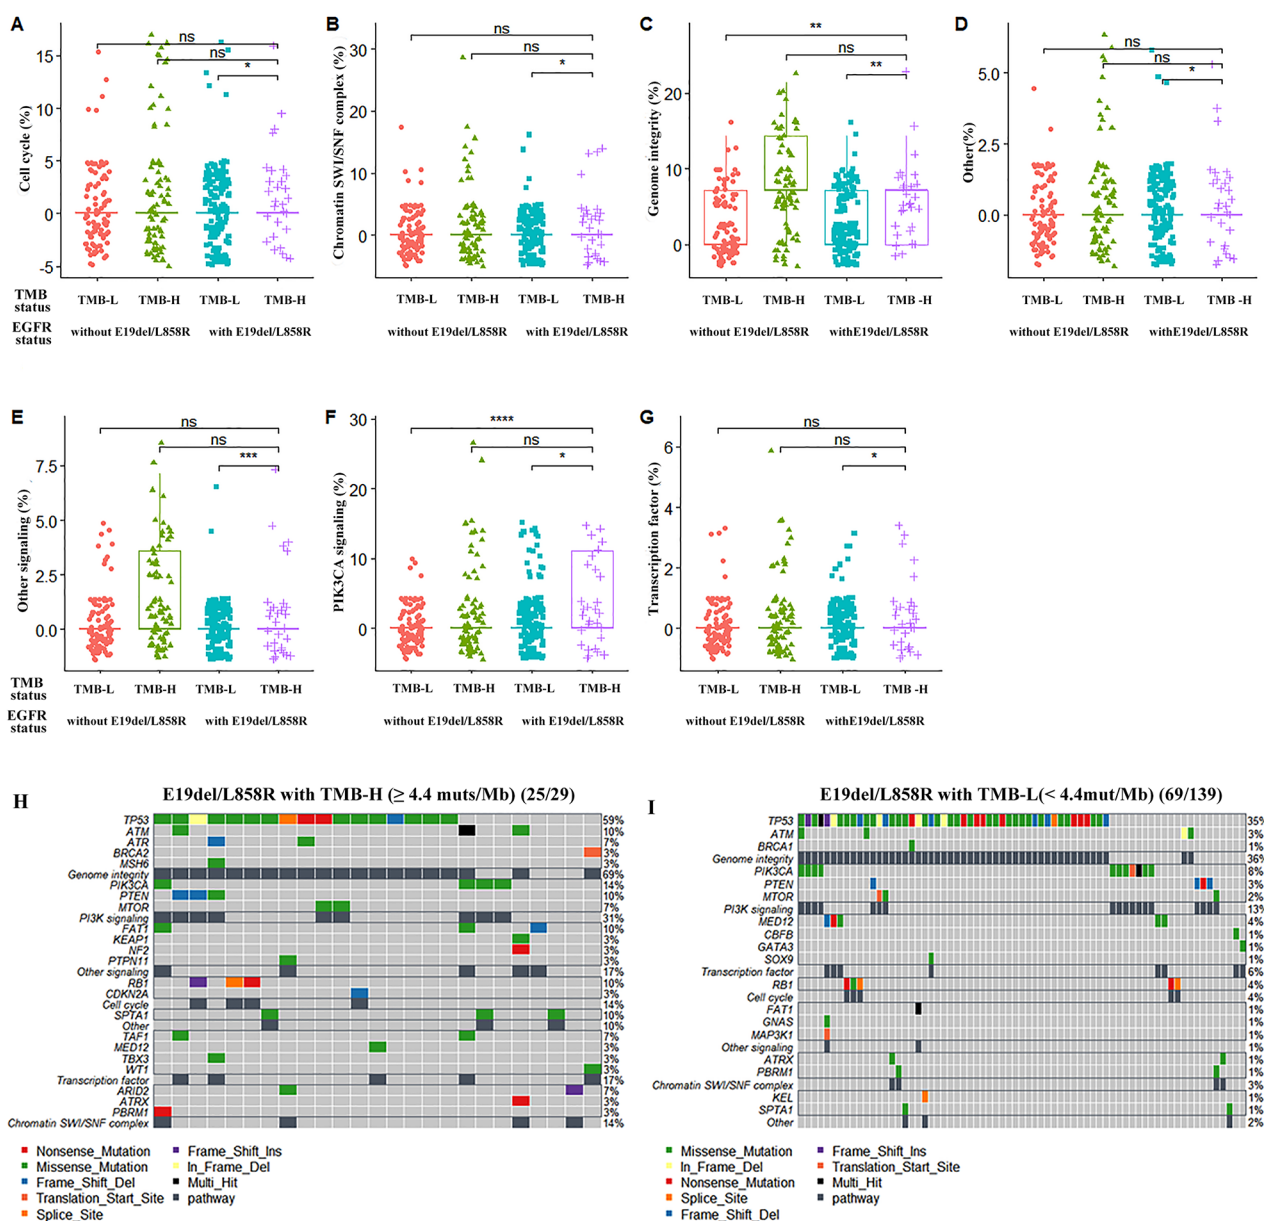 A
Cell cycle (%)
15
10
5
0
-5
ns
ns
*
TMB status
TMB-L TMB-H TMB-L TMB-H
EGFR status
without E19del/L858R with E19del/L858R
B
Chromatin SWI/SNF complex (%)
30
20
10
0
ns
ns
*
TMB-L TMB-H TMB-L TMB-H
without E19del/L858R with E19del/L858R
C
Genome integrity (%)
20
10
0
**
ns
**
TMB-L TMB-H TMB-L TMB -H
without E19del/L858R withE19del/L858R
D
Other(%)
5.0
2.5
0.0
ns
ns
*
TMB-L TMB-H TMB-L TMB -H
without E19del/L858R withE19del/L858R
E
Other signaling (%)
7.5
5.0
2.5
0.0
ns
ns
***
TMB status
TMB-L TMB-H TMB-L TMB-H
EGFR status
without E19del/L858R with E19del/L858R
F
PIK3CA signaling (%)
30
20
10
0
****
ns
*
TMB-L TMB-H TMB-L TMB-H
without E19del/L858R with E19del/L858R
G
Transcription factor (%)
6
4
2
0
ns
ns
*
TMB-L TMB-H TMB-L TMB -H
without E19del/L858R withE19del/L858R
H
E19del/L858R with TMB-H (≥ 4.4 muts/Mb) (25/29)
TP53 59%
ATM 10%
ATR 7%
BRCA2 3%
MSH6 3%
Genome integrity 69%
PIK3CA 14%
PTEN 10%
MTOR 7%
PI3K signaling 31%
FAT1 10%
KEAP1 3%
NF2 3%
PTPN11 3%
Other signaling 17%
RB1 10%
CDKN2A 3%
Cell cycle 14%
SPTA1 10%
Other 10%
TAF1 7%
MED12 3%
TBX3 3%
WT1 3%
Transcription factor 17%
ARID2 7%
ATRX 3%
PBRM1 3%
Chromatin SWI/SNF complex 14%
Nonsense_Mutation Frame_Shift_Ins
Missense_Mutation In_Frame_Del
Frame_Shift_Del Multi_Hit
Translation_Start_Site pathway
Splice_Site
I
E19del/L858R with TMB-L(< 4.4mut/Mb) (69/139)
TP53 35%
ATM 3%
BRCA1 1%
Genome integrity 36%
PIK3CA 8%
PTEN 3%
MTOR 2%
PI3K signaling 13%
MED12 4%
CBFB 1%
GATA3 1%
SOX9 1%
Transcription factor 6%
RB1 4%
Cell cycle 4%
FAT1 1%
GNAS 1%
MAP3K1 1%
Other signaling 1%
ATRX 1%
PBRM1 1%
Chromatin SWI/SNF complex 3%
KEL 1%
SPTA1 1%
Other 2%
Missense_Mutation Frame_Shift_Ins
In_Frame_Del Translation_Start_Site
Nonsense_Mutation Multi_Hit
Splice_Site pathway
Frame_Shift_Del